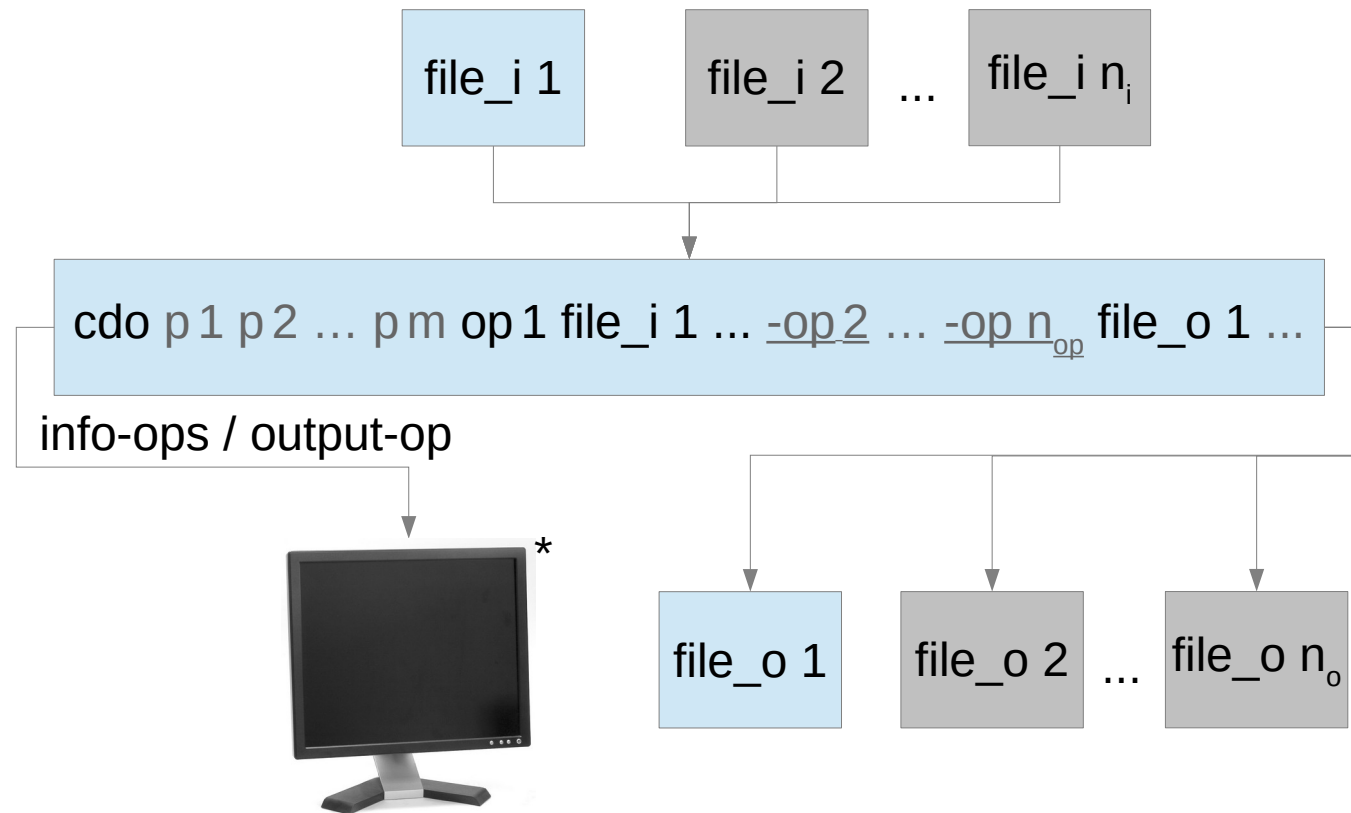 file_i 1 file_i 2 ... file_i nᵢ
cdo p 1 p 2 ... p m op 1 file_i 1 ... -op 2 ... -op nₒₚ file_o 1 ...
info-ops / output-op
*
file_o 1 file_o 2 ... file_o nₒ